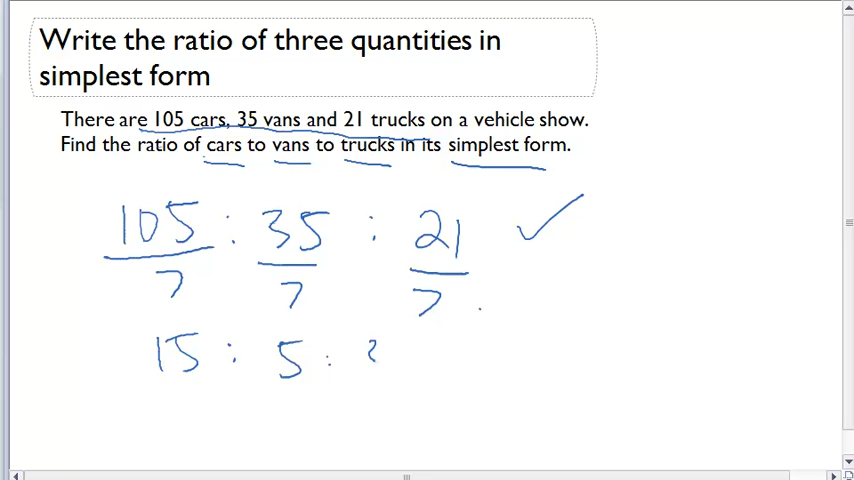 Write the ratio of three quantities in
simplest form
There are 105 cars, 35 vans and 21 trucks on a vehicle show.
Find the ratio of cars to vans to trucks in its simplest form.
105 : 35 : 21
7 7 7
15 : 5 :